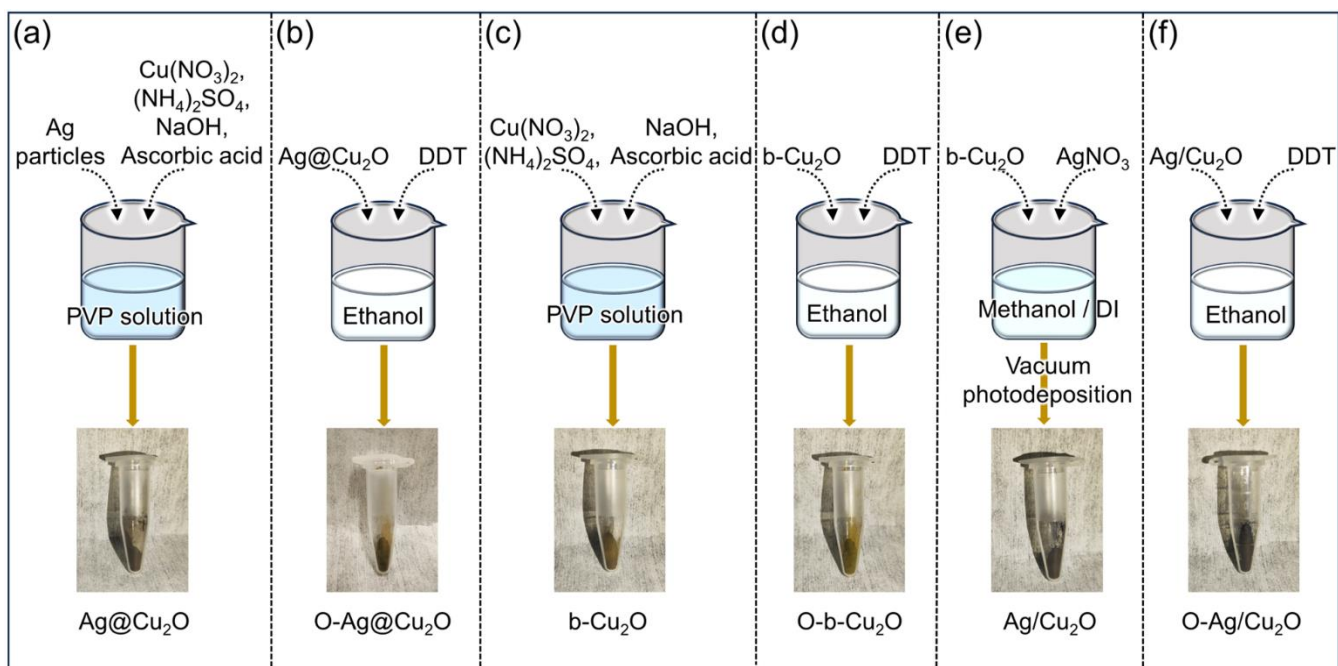 (a)
Cu(NO₃)₂,
(NH₄)₂SO₄,
NaOH,
Ascorbic acid
Ag
particles
PVP solution
Ag@Cu₂O
(b)
Ag@Cu₂O
DDT
Ethanol
O-Ag@Cu₂O
(c)
Cu(NO₃)₂,
(NH₄)₂SO₄,
NaOH,
Ascorbic acid
PVP solution
b-Cu₂O
(d)
b-Cu₂O
DDT
Ethanol
O-b-Cu₂O
(e)
b-Cu₂O
AgNO₃
Methanol / DI
Vacuum
photodeposition
Ag/Cu₂O
(f)
Ag/Cu₂O
DDT
Ethanol
O-Ag/Cu₂O